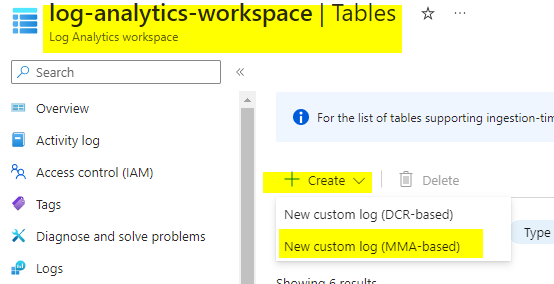 log-analytics-workspace | Tables
Log Analytics workspace
Search
Overview
Activity log
Access control (IAM)
Tags
Diagnose and solve problems
Logs
For the list of tables supporting ingestion-tim
Create
Delete
New custom log (DCR-based)
New custom log (MMA-based)
Type
Showing 6 results